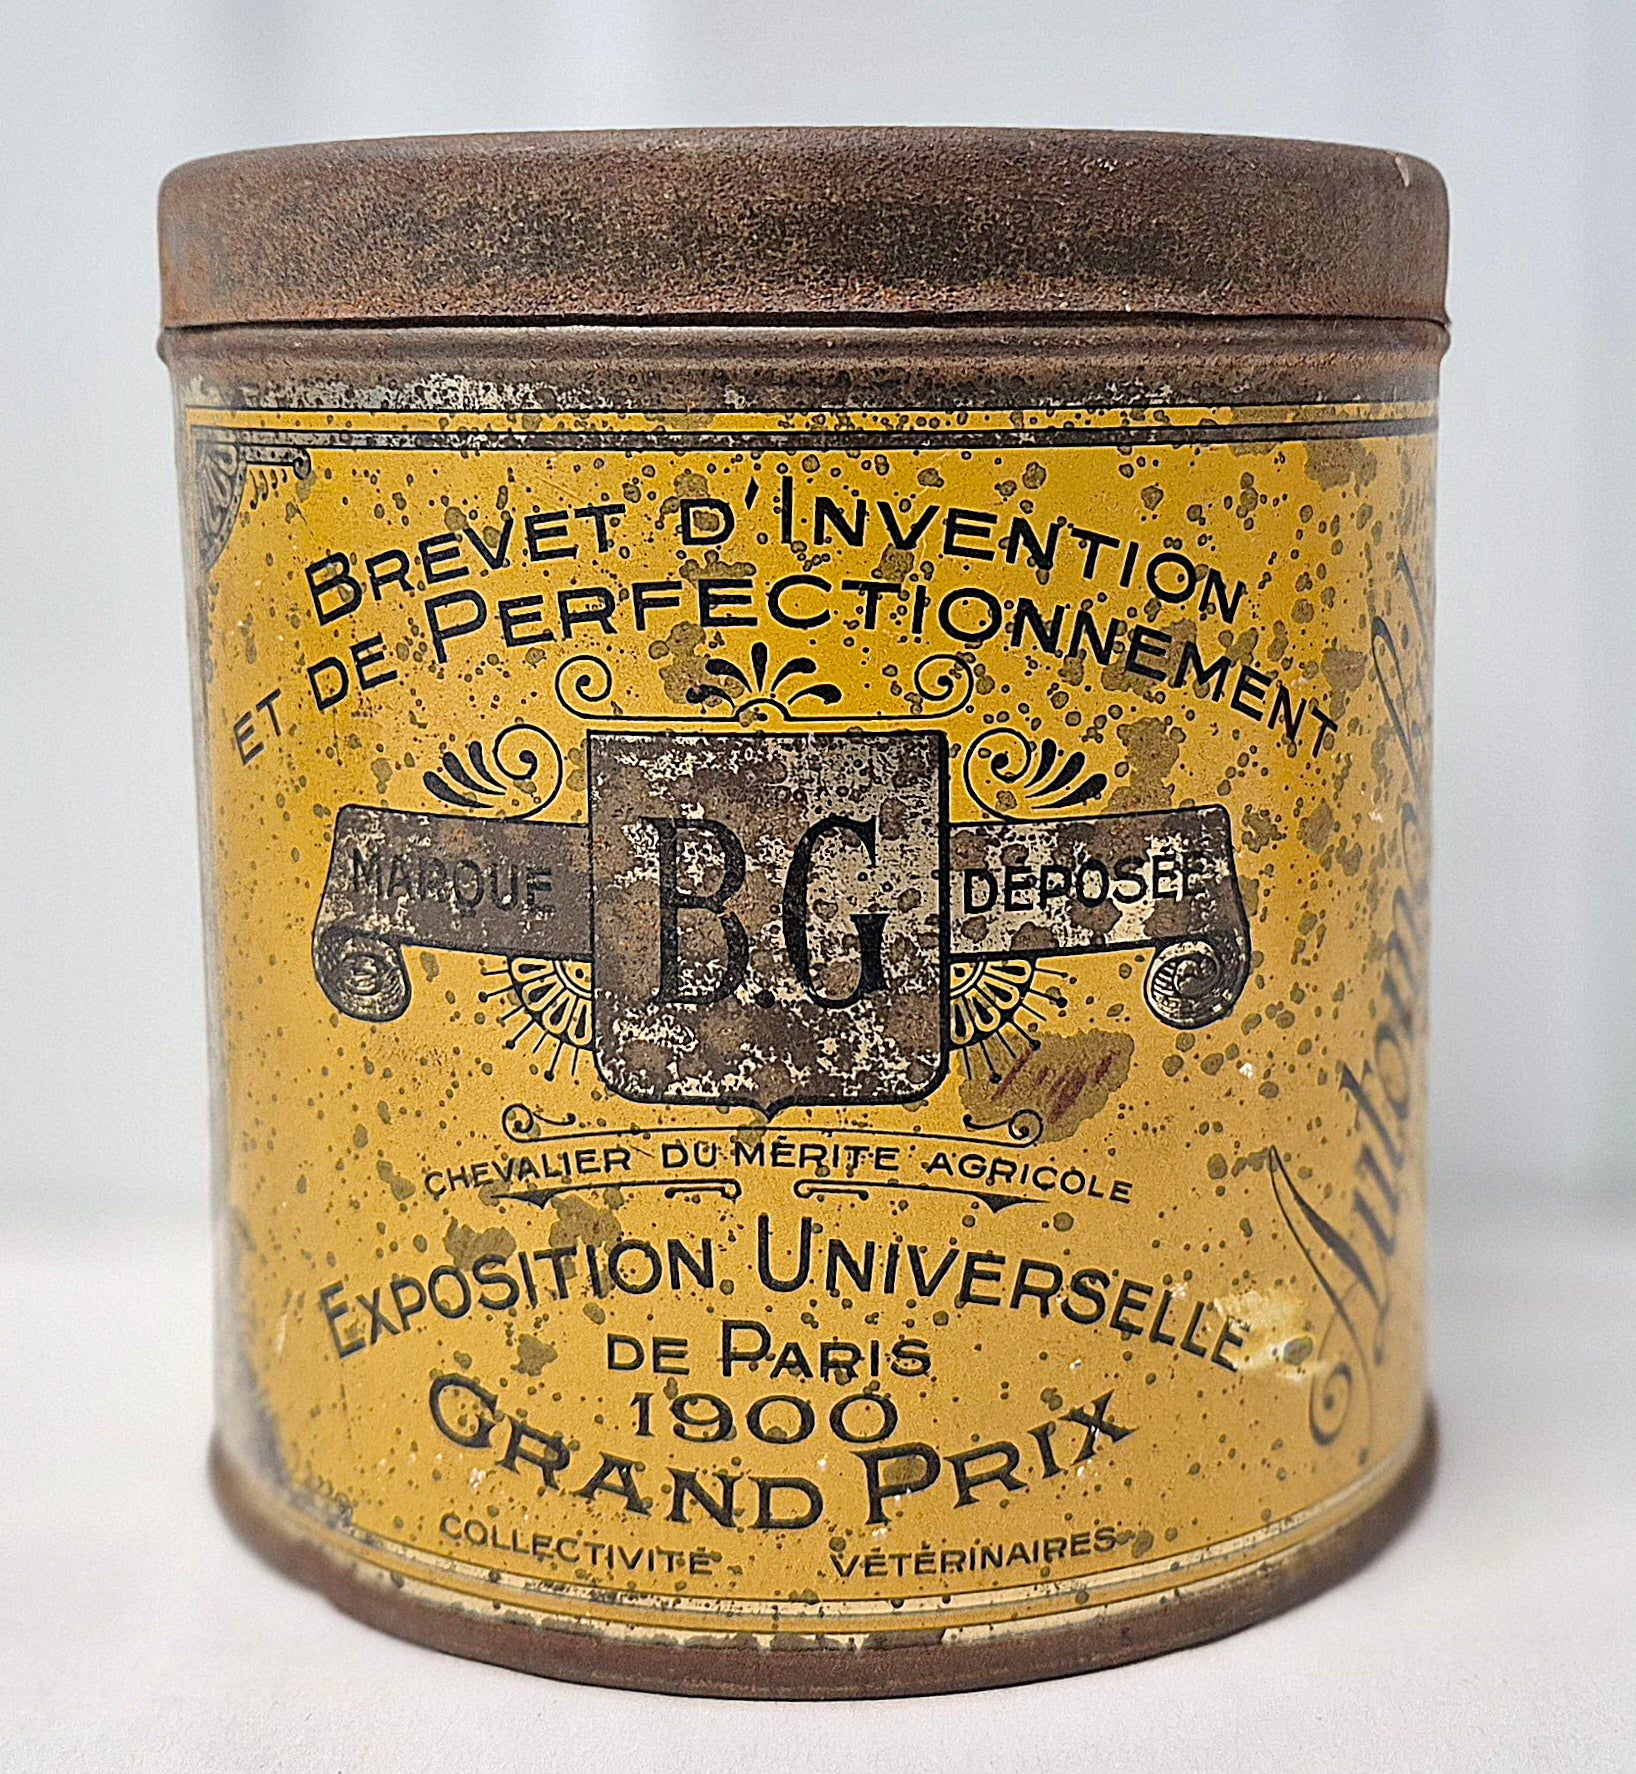 BREVET D'INVENTION
ET DE PERFECTIONNEMENT
MARQUE B.G DÉPOSÉE
CHEVALIER DU MÉRITE AGRICOLE
EXPOSITION UNIVERSELLE
DE PARIS
1900
GRAND PRIX
COLLECTIVITÉ VÉTÉRINAIRES